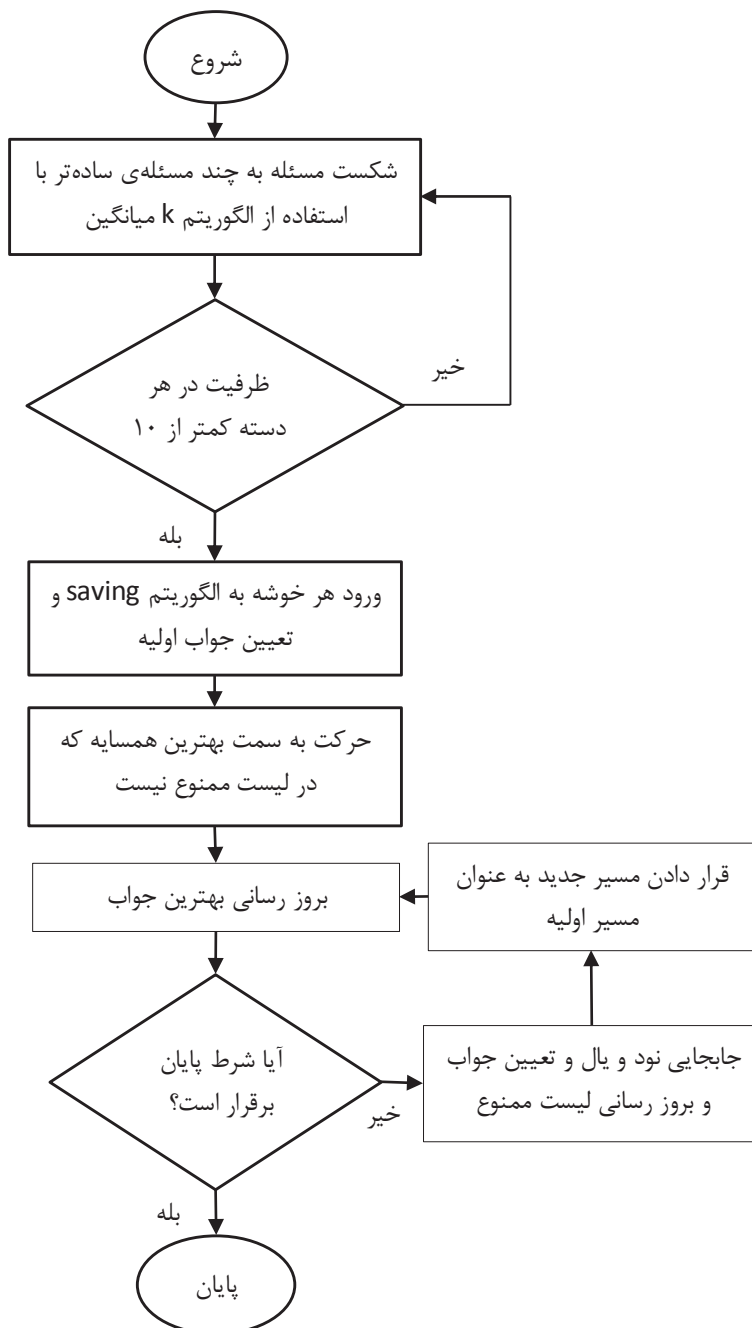 شروع
شکست مسئله به چند مسئله‌ی ساده‌تر با
استفاده از الگوریتم k میانگین
خیر
ظرفیت در هر
دسته کمتر از ۱۰
بله
ورود هر خوشه به الگوریتم saving و
تعیین جواب اولیه
حرکت به سمت بهترین همسایه که
در لیست ممنوع نیست
بروز رسانی بهترین جواب
قرار دادن مسیر جدید به عنوان
مسیر اولیه
آیا شرط پایان
برقرار است؟
خیر
جابجایی نود و یال و تعیین جواب
و بروز رسانی لیست ممنوع
بله
پایان